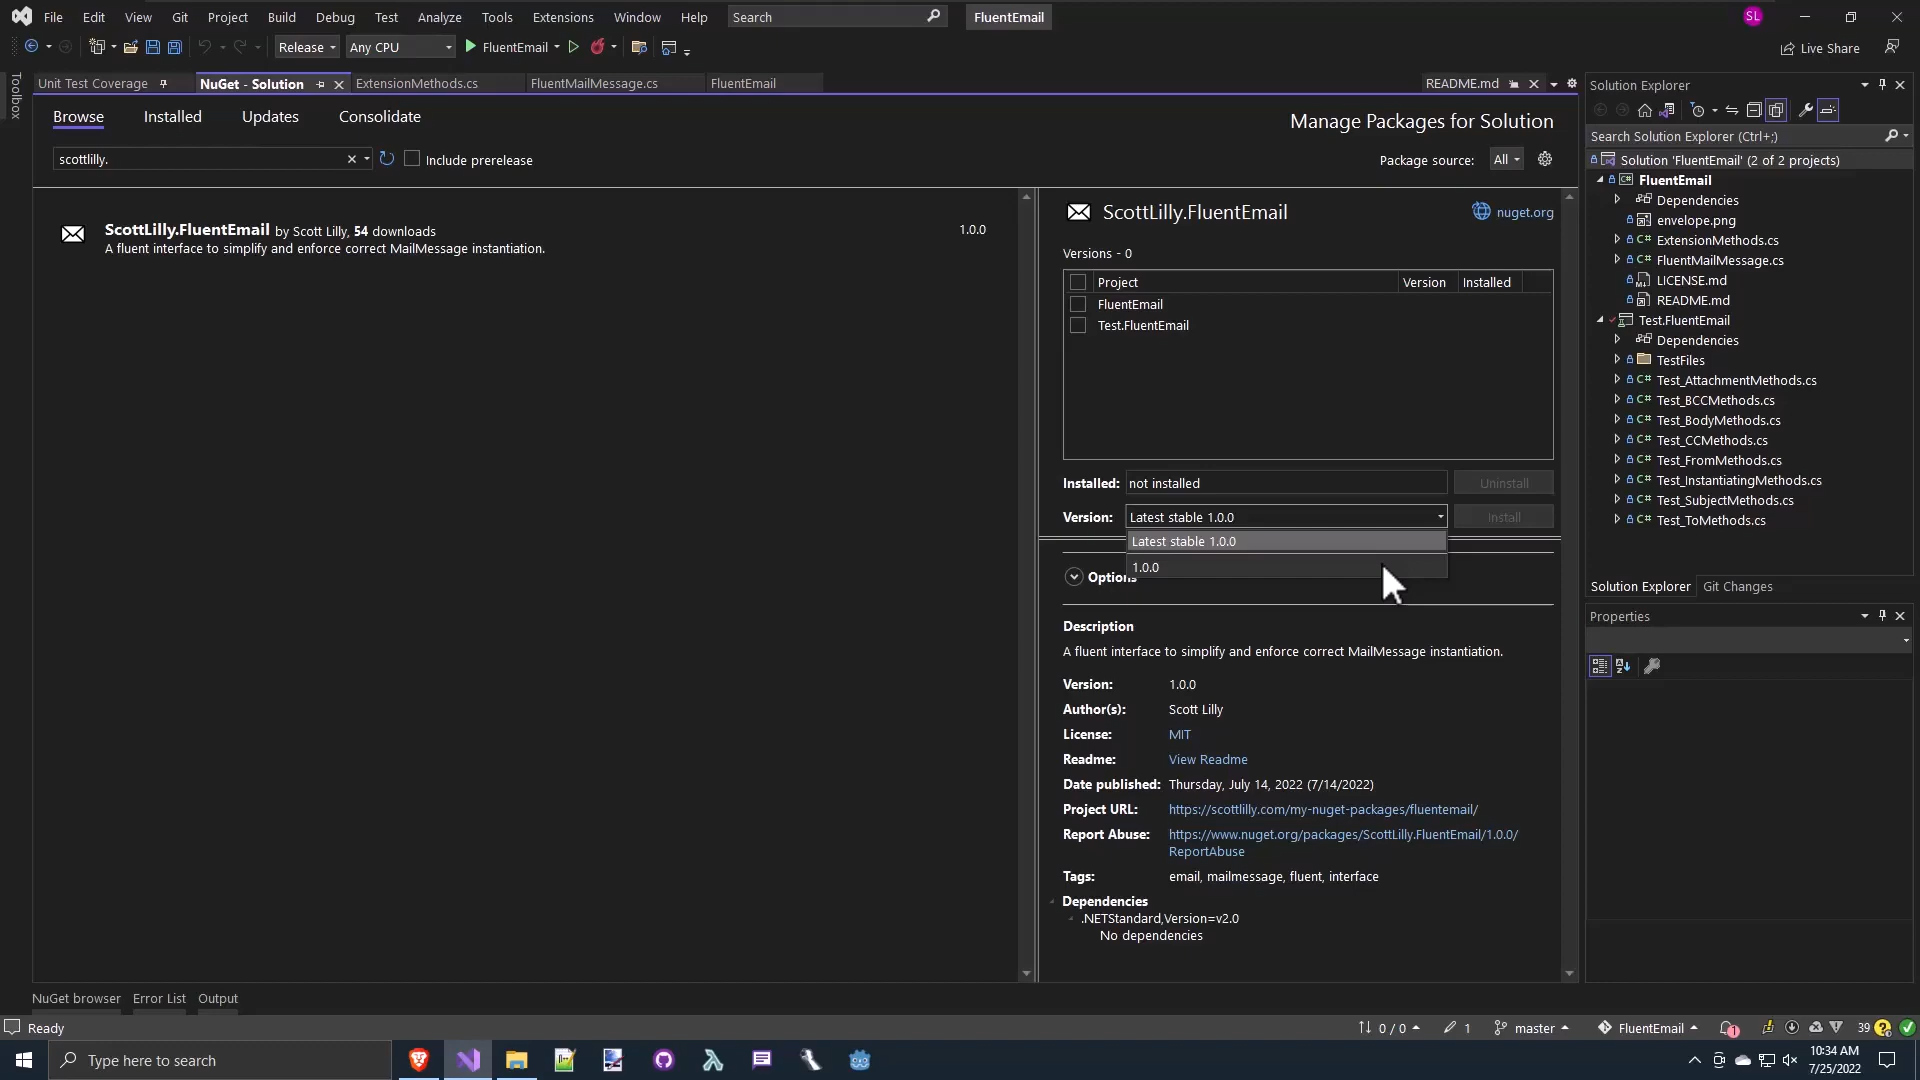 File Edit View Git Project Build Debug Test Analyze Tools Extensions Window Help Search FluentEmail SL
Release Any CPU FluentEmail Live Share
Toolbox
Unit Test Coverage NuGet - Solution ExtensionMethods.cs FluentMailMessage.cs FluentEmail README.md
Browse Installed Updates Consolidate
Manage Packages for Solution
scottlilly. Include prerelease
Package source: All
ScottLilly.FluentEmail by Scott Lilly, 54 downloads 1.0.0
A fluent interface to simplify and enforce correct MailMessage instantiation.
ScottLilly.FluentEmail nuget.org
Versions - 0
Project Version Installed
FluentEmail
Test.FluentEmail
Installed: not installed Uninstall
Version: Latest stable 1.0.0 Install
Latest stable 1.0.0
1.0.0
Options
Description
A fluent interface to simplify and enforce correct MailMessage instantiation.
Version: 1.0.0
Author(s): Scott Lilly
License: MIT
Readme: View Readme
Date published: Thursday, July 14, 2022 (7/14/2022)
Project URL: https://scottlilly.com/my-nuget-packages/fluentemail/
Report Abuse: https://www.nuget.org/packages/ScottLilly.FluentEmail/1.0.0/
ReportAbuse
Tags: email, mailmessage, fluent, interface
Dependencies
.NETStandard,Version=v2.0
No dependencies
Solution Explorer
Search Solution Explorer (Ctrl+;)
Solution 'FluentEmail' (2 of 2 projects)
C# FluentEmail
Dependencies
envelope.png
C# ExtensionMethods.cs
C# FluentMailMessage.cs
LICENSE.md
README.md
Test.FluentEmail
Dependencies
TestFiles
C# Test_AttachmentMethods.cs
C# Test_BCCMethods.cs
C# Test_BodyMethods.cs
C# Test_CCMethods.cs
C# Test_FromMethods.cs
C# Test_InstantiatingMethods.cs
C# Test_SubjectMethods.cs
C# Test_ToMethods.cs
Solution Explorer Git Changes
Properties
NuGet browser Error List Output
Ready 0 / 0 1 master FluentEmail 1 39
Type here to search
10:34 AM
7/25/2022